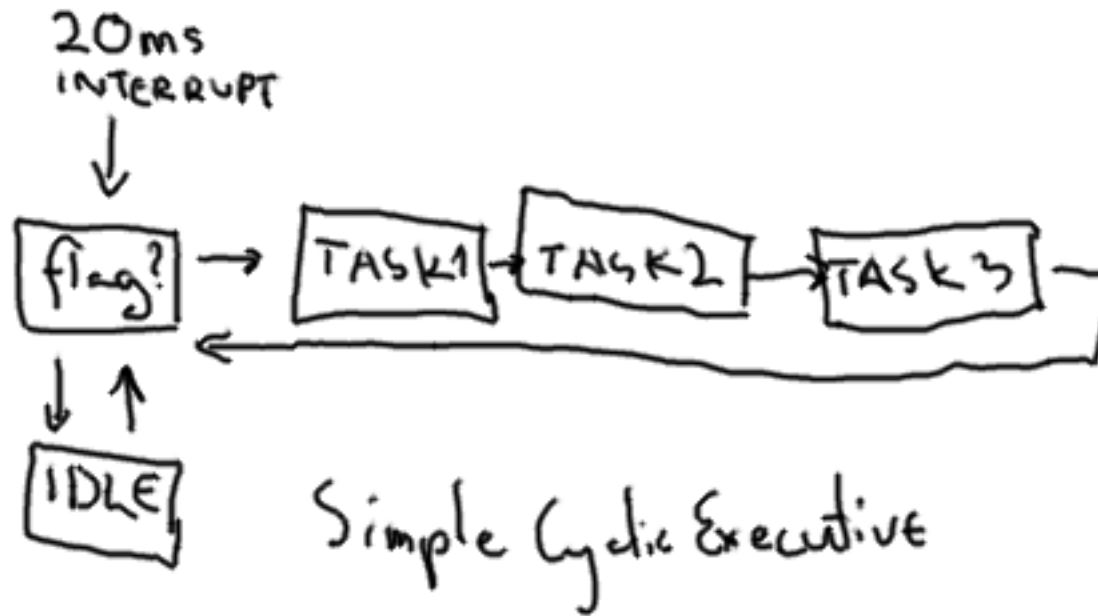 20ms
INTERRUPT
flag?
TASK1
TASK2
TASK3
IDLE
Simple Cyclic Executive